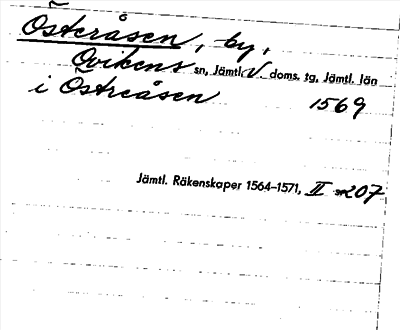 Österåsen, by,
Ovikens sn, Jämtl. V. doms. tg, Jämtl. län
i Östreåsen 1569
Jämtl. Räkenskaper 1564–1571, II 207